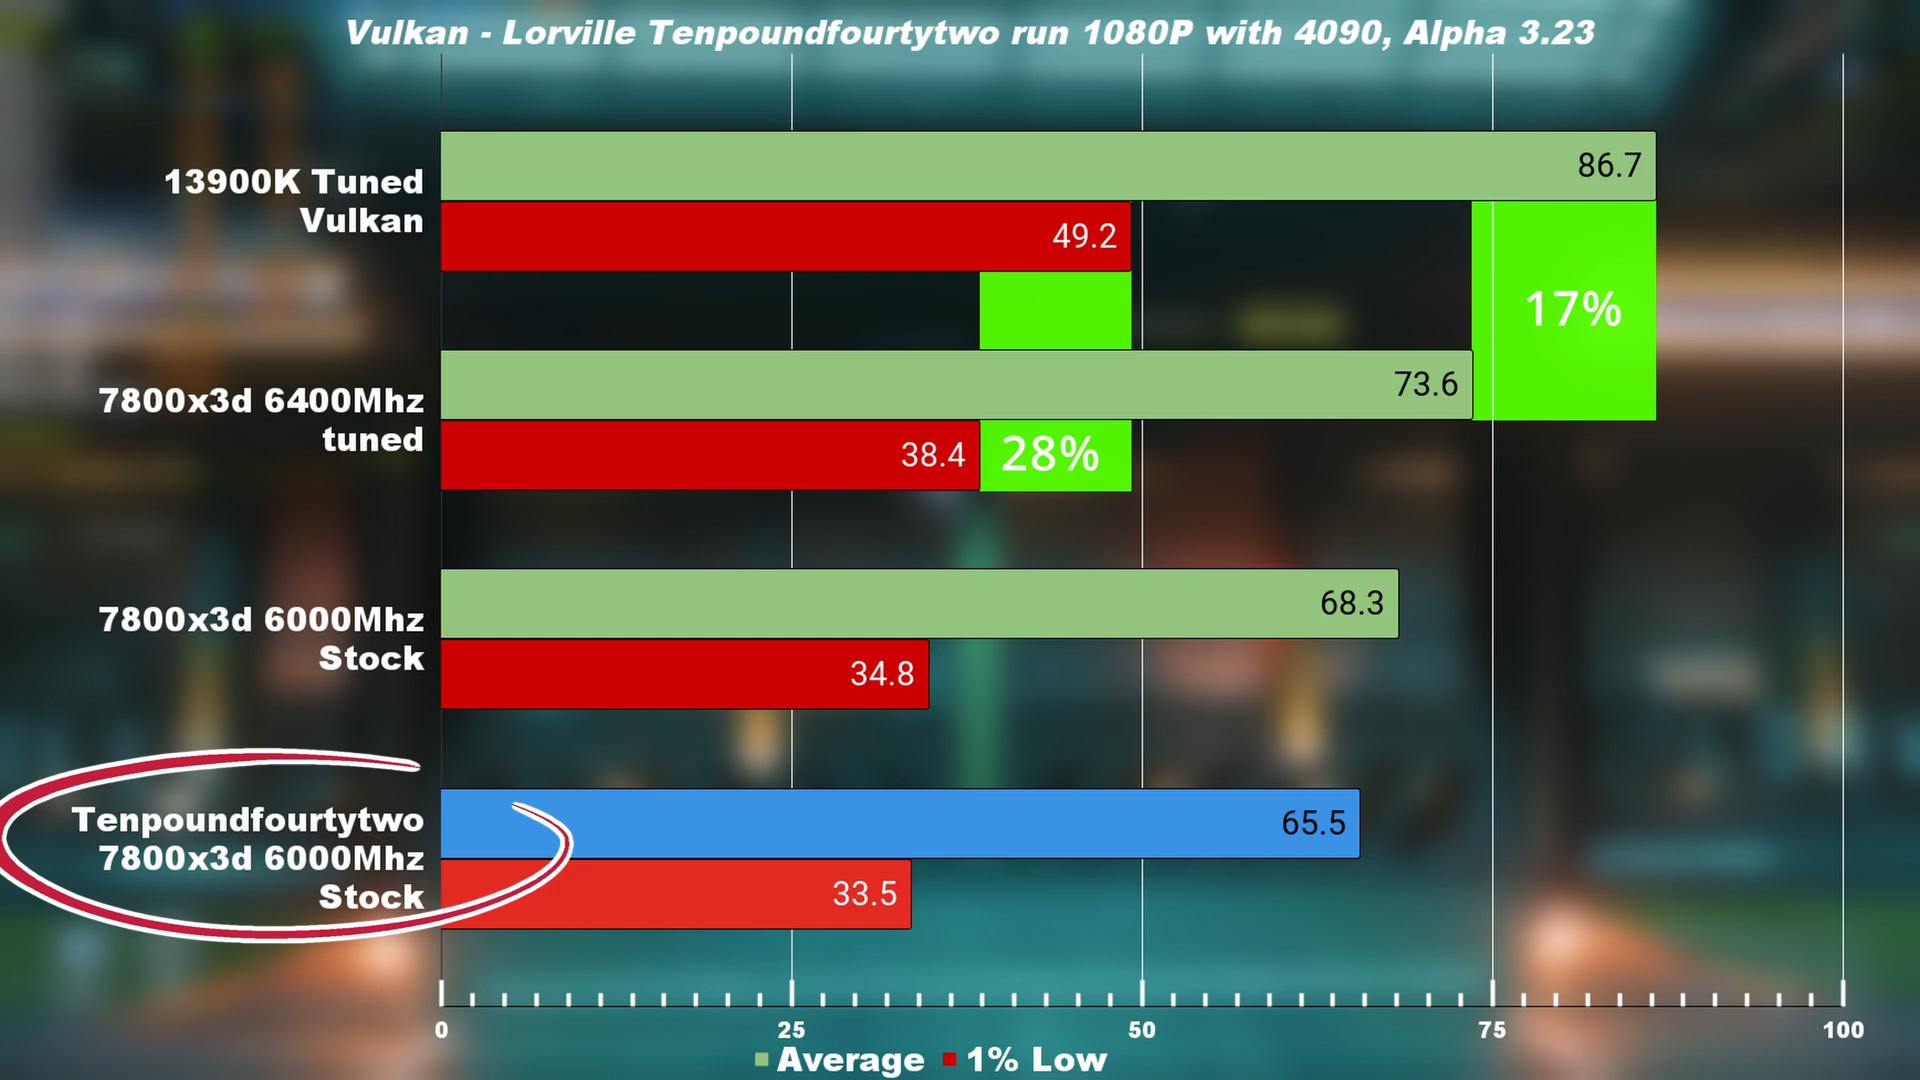 Vulkan - Lorville Tenpoundfourtytwo run 1080P with 4090, Alpha 3.23
13900K Tuned
Vulkan
86.7
49.2
17%
7800x3d 6400Mhz
tuned
73.6
38.4
28%
7800x3d 6000Mhz
Stock
68.3
34.8
Tenpoundfourtytwo
7800x3d 6000Mhz
Stock
65.5
33.5
0 25 50 75 100
Average 1% Low